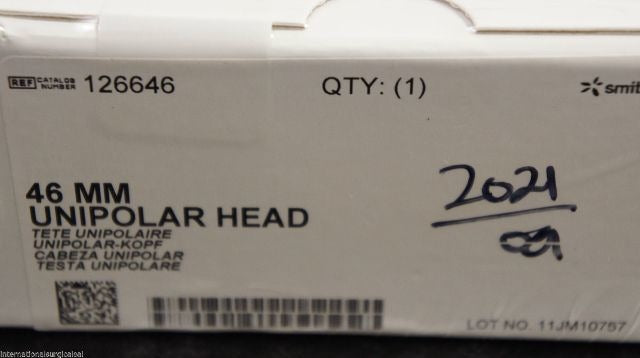 REF CATALOG NUMBER 126646
QTY: (1)
smit
46 MM
UNIPOLAR HEAD
TETE UNIPOLAIRE
UNIPOLAR-KOPF
CABEZA UNIPOLAR
TESTA UNIPOLARE
2021
09
LOT NO. 11JM10757